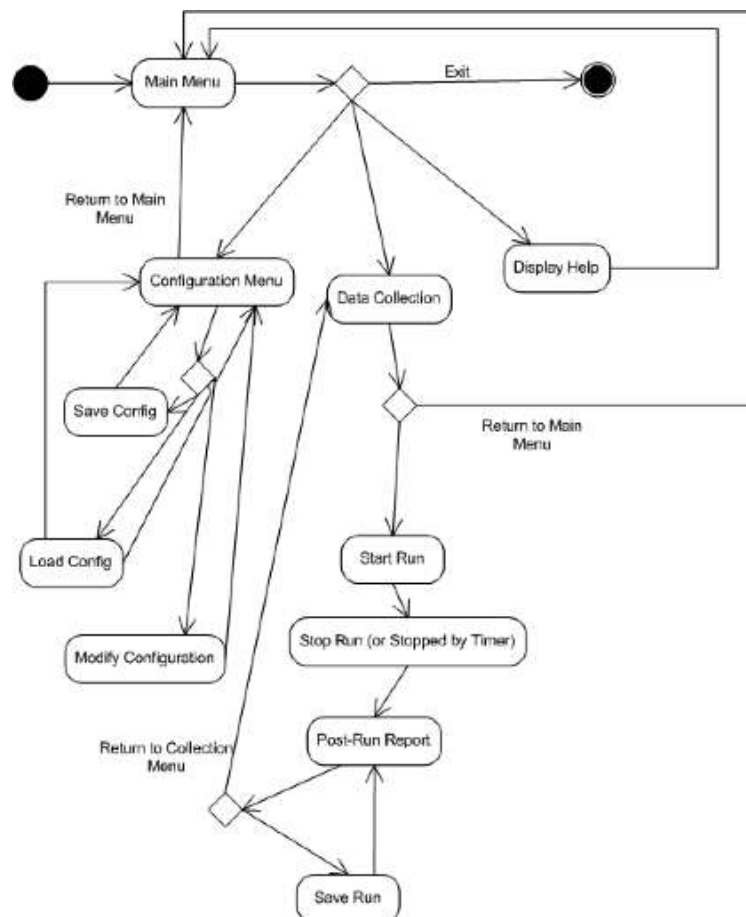 Main Menu
Exit
Return to Main
Menu
Configuration Menu
Data Collection
Display Help
Save Config
Return to Main
Menu
Load Config
Start Run
Modify Configuration
Stop Run (or Stopped by Timer)
Post-Run Report
Return to Collection
Menu
Save Run